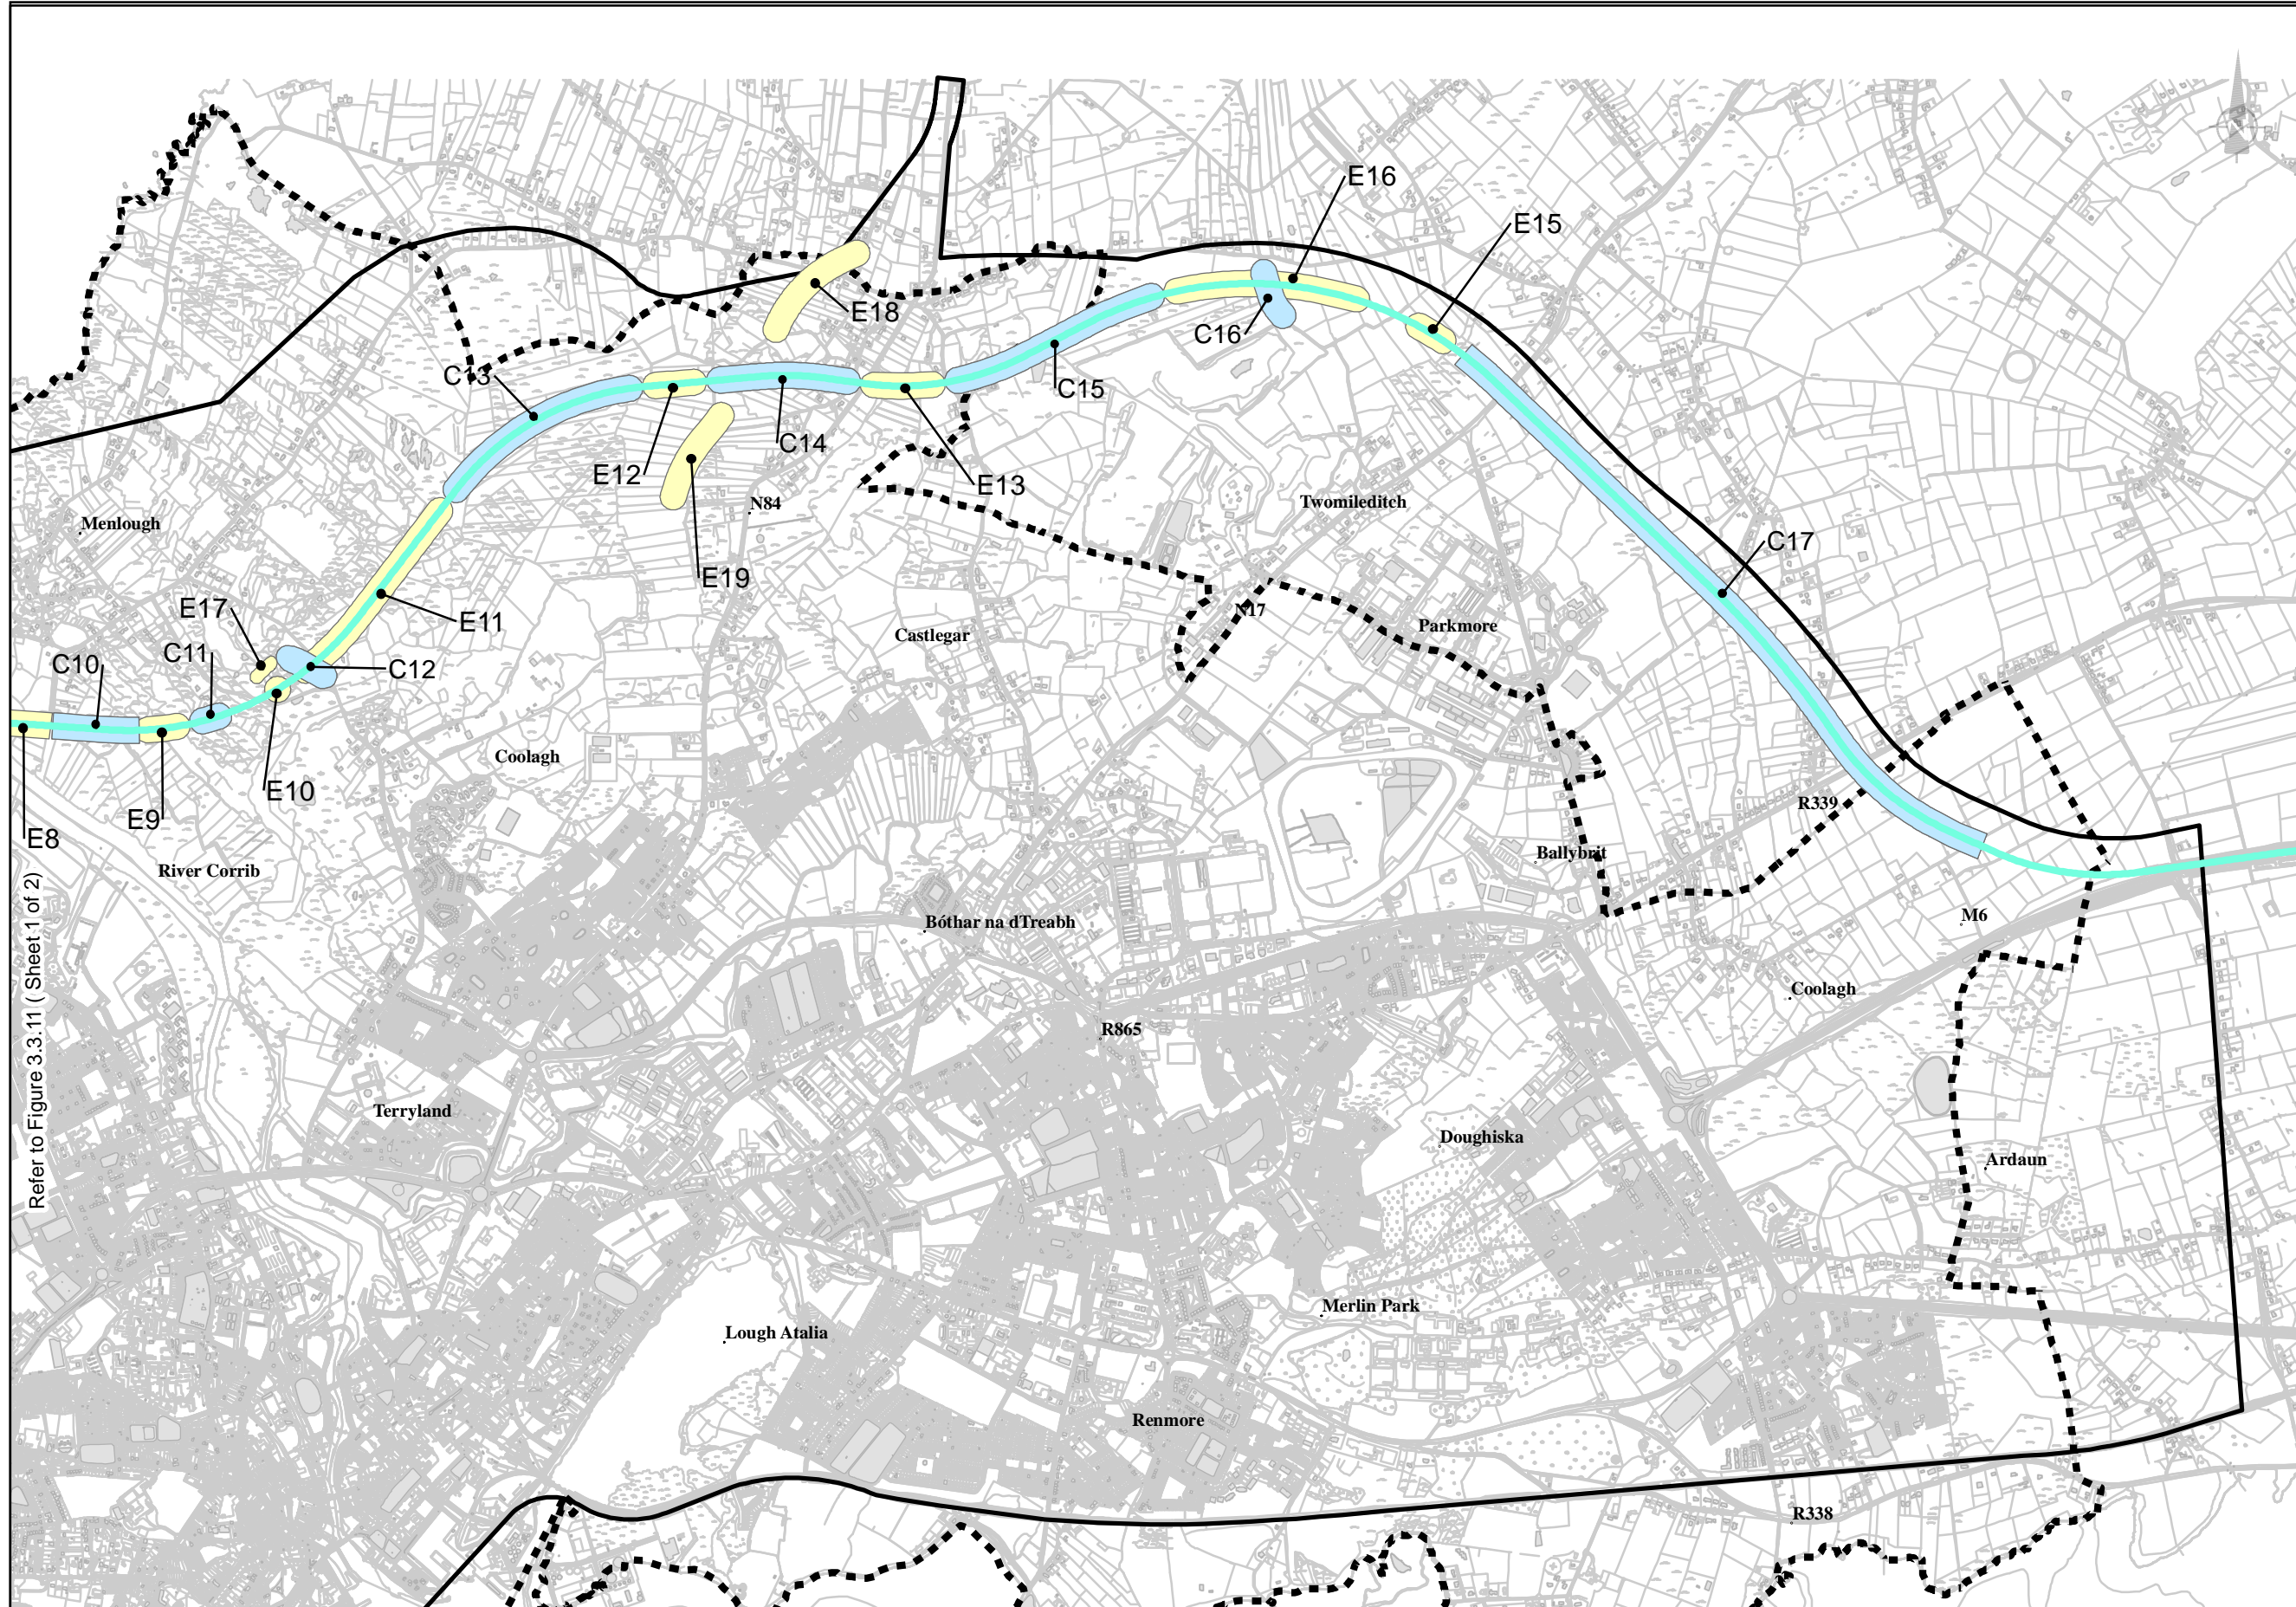 E16
E15
E18
C16
C13
C15
C14
E12
E13
N84
Twomileditch
Menlough
C17
E19
E17
N17
E11
Parkmore
Castlegar
C11
C10
C12
Coolagh
E10
R339
E9
E8
Ballybrit
River Corrib
M6
Bóthar na dTreabh
Coolagh
R865
Refer to Figure 3.3.11 ( Sheet 1 of 2)
Terryland
Doughiska
Ardaun
Merlin Park
Lough Atalia
Renmore
R338